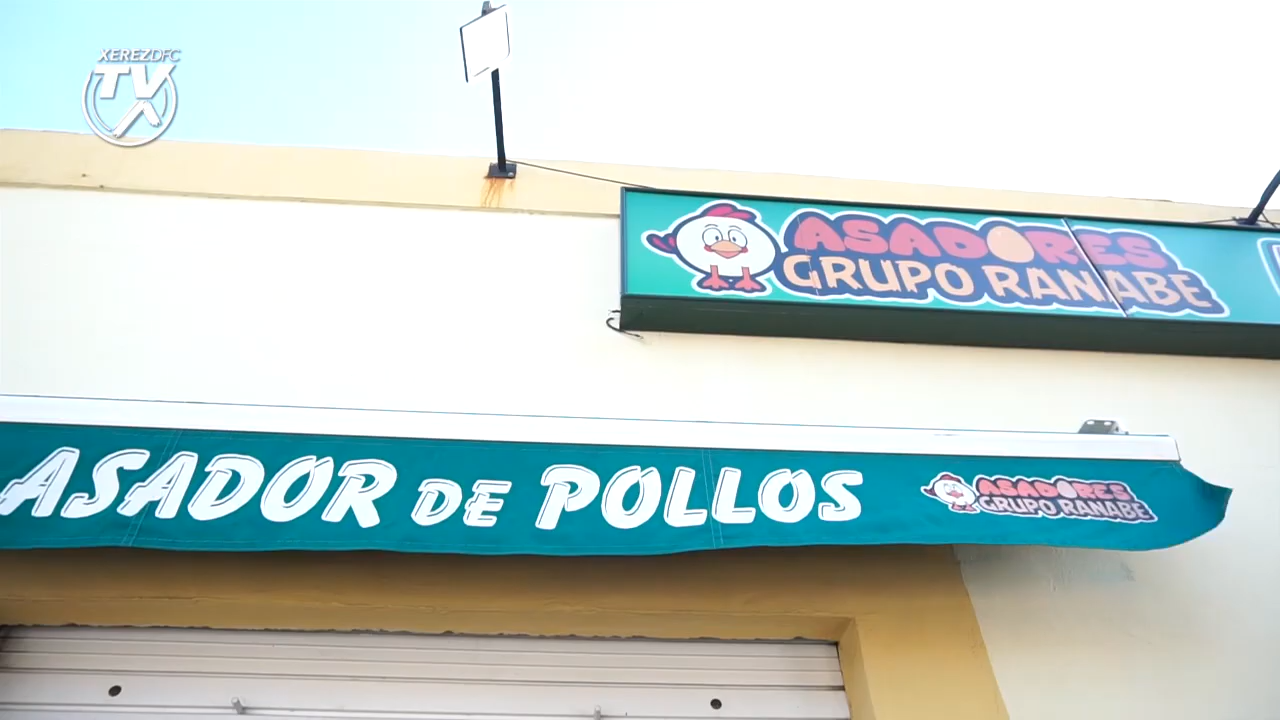 XEREZDFC
TV
X
ASADORES
GRUPO RANABE
ASADOR DE POLLOS
ASADORES
GRUPO RANABE